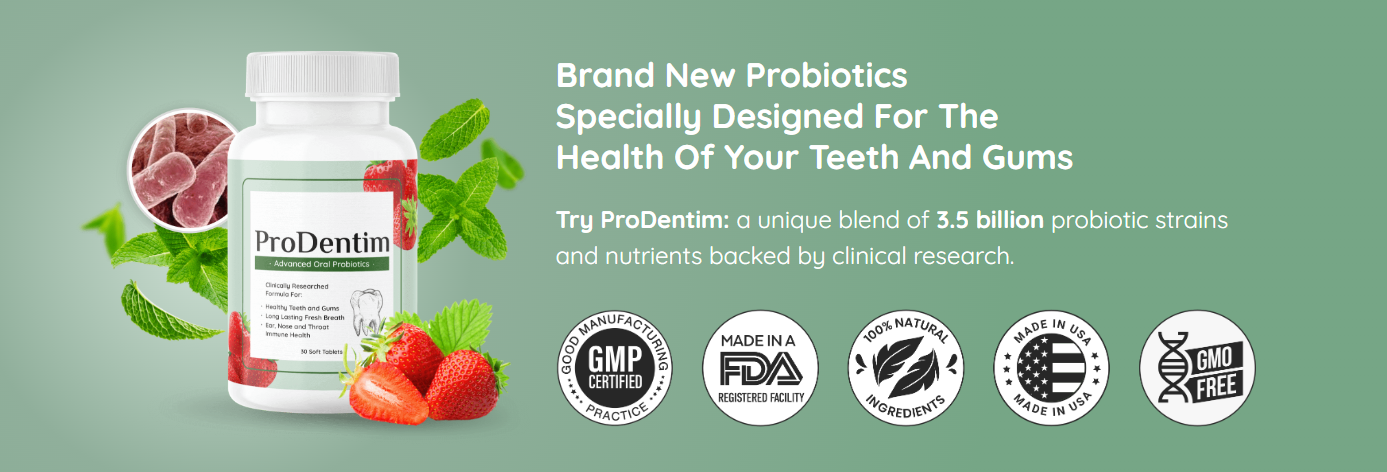 Brand New Probiotics
Specially Designed For The
Health Of Your Teeth And Gums
Try ProDentim: a unique blend of 3.5 billion probiotic strains
and nutrients backed by clinical research.
ProDentim
· Advanced Oral Probiotics ·
Clinically Researched
Formula For:
· Healthy Teeth and Gums
· Long Lasting Fresh Breath
· Ear, Nose and Throat
Immune Health
30 Soft Tablets
GOOD MANUFACTURING
GMP
CERTIFIED
PRACTICE
MADE IN A
FDA
REGISTERED FACILITY
100% NATURAL
INGREDIENTS
MADE IN USA
MADE IN USA
GMO
FREE